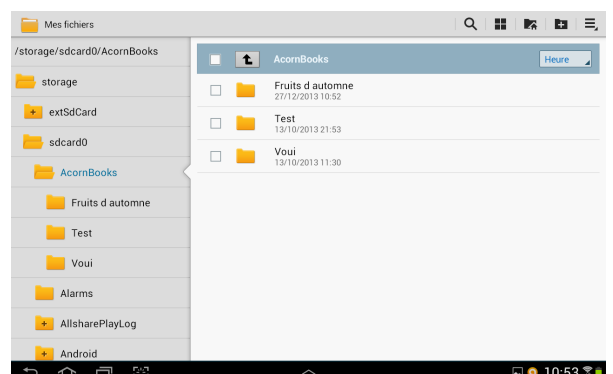 Mes fichiers
/storage/sdcard0/AcornBooks
storage
extSdCard
sdcard0
AcornBooks
Fruits d automne
Test
Voui
Alarms
AllsharePlayLog
Android
AcornBooks
Heure
Fruits d automne
27/12/2013 10:52
Test
13/10/2013 21:53
Voui
13/10/2013 11:30
10:53